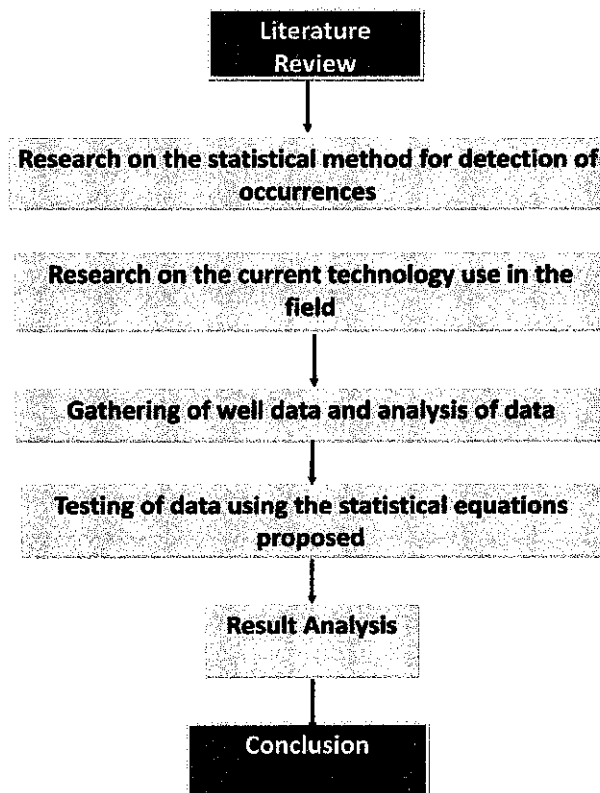 Literature
Review
Research on the statistical method for detection of
occurrences
Research on the current technology use in the
field
Gathering of well data and analysis of data
Testing of data using the statistical equations
proposed
Result Analysis
Conclusion